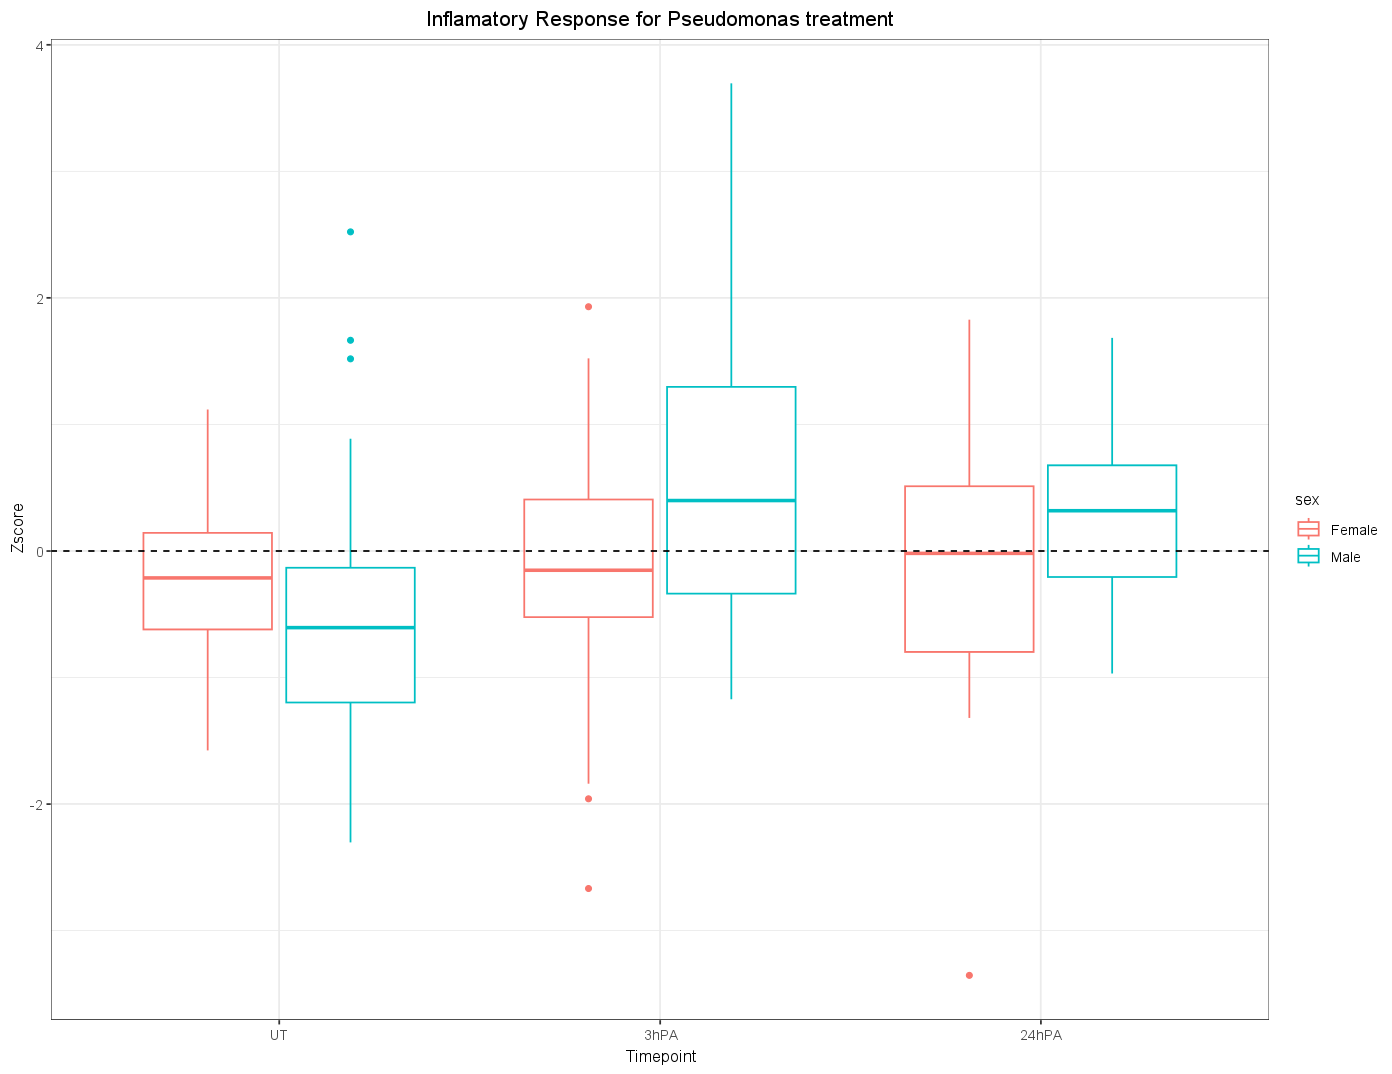 Inflamatory Response for Pseudomonas treatment
4
2
0
-2
Zscore
UT
3hPA
24hPA
Timepoint
sex
Female
Male